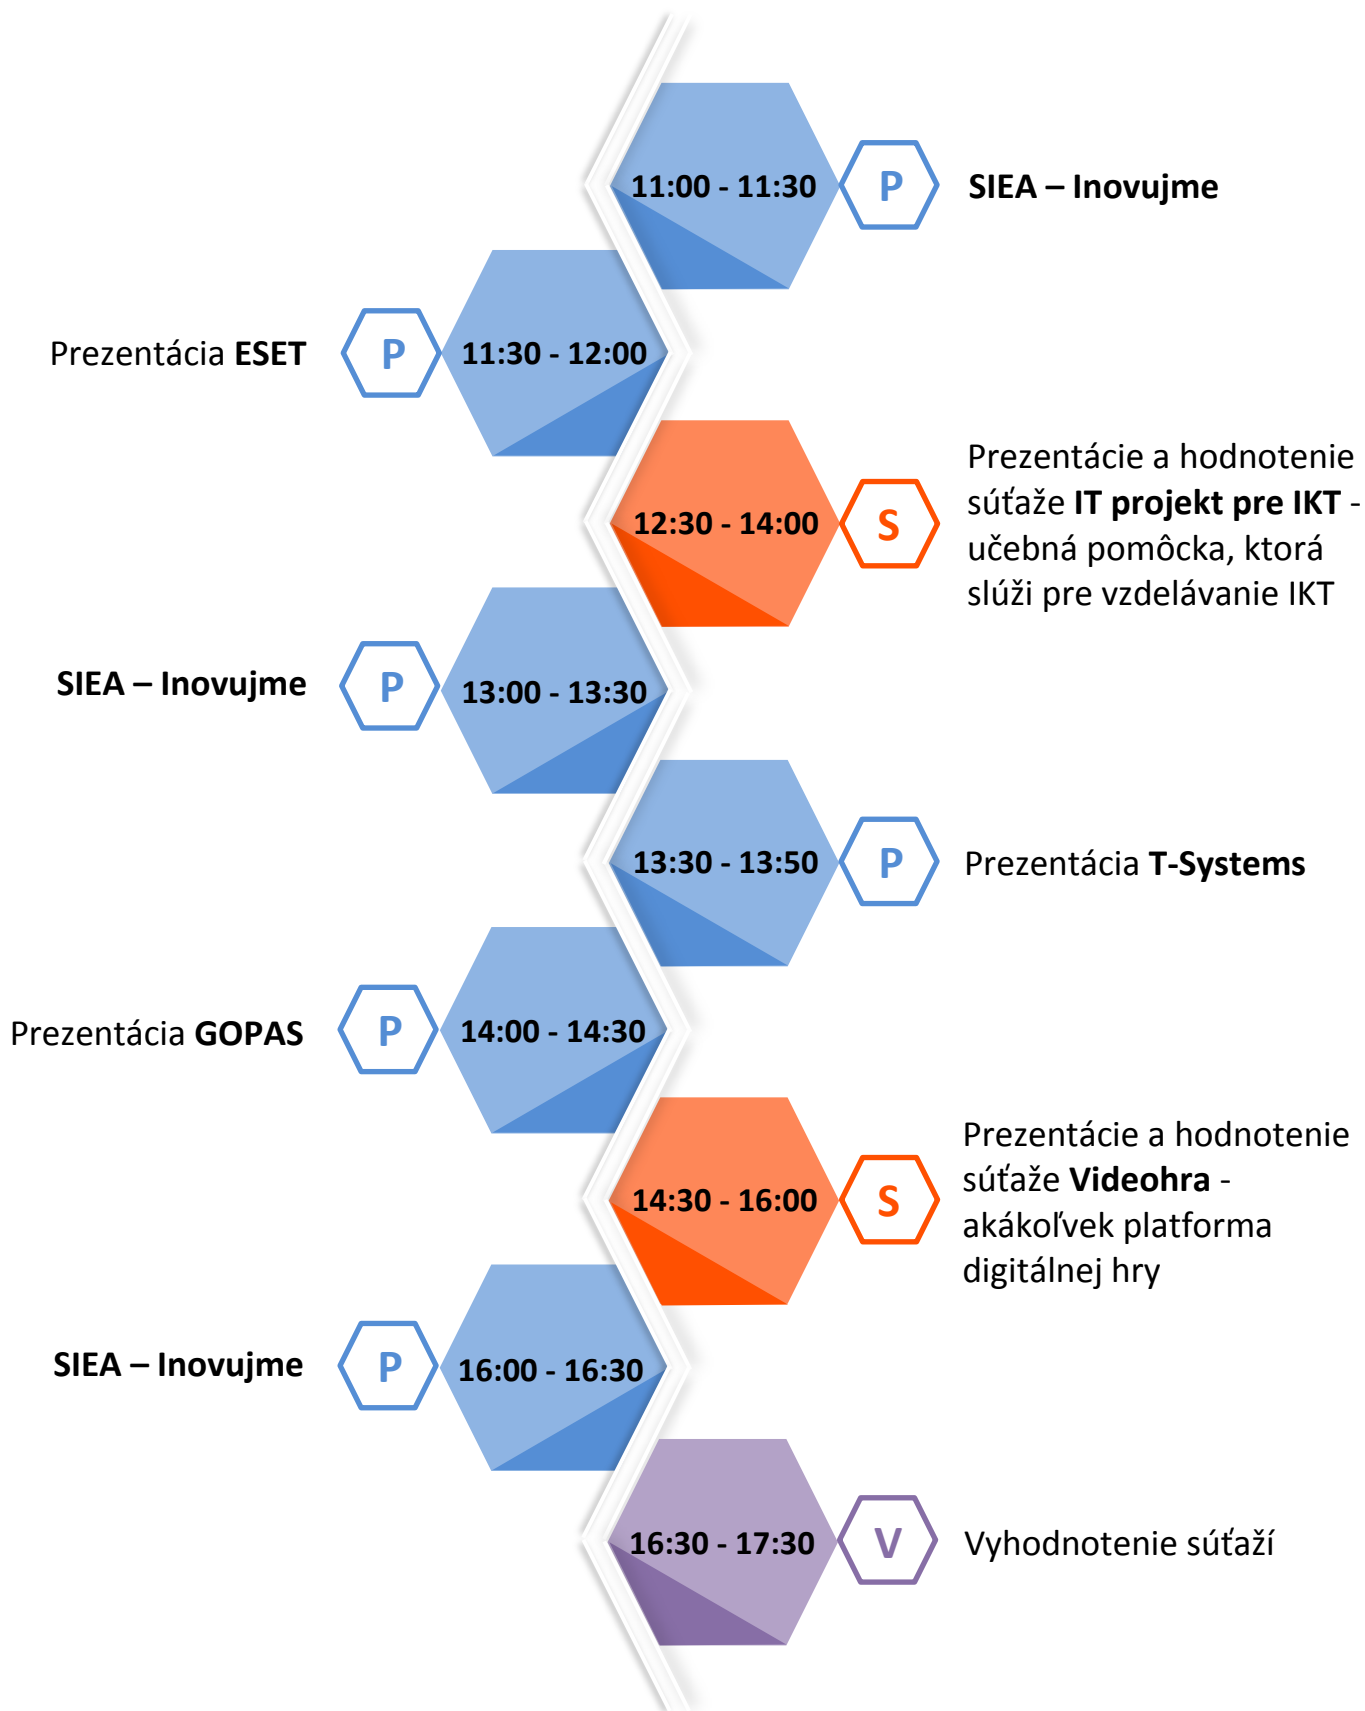 11:00 - 11:30 P SIEA – Inovujme
Prezentácia ESET P 11:30 - 12:00
12:30 - 14:00 S
Prezentácie a hodnotenie
súťaže IT projekt pre IKT -
učebná pomôcka, ktorá
slúži pre vzdelávanie IKT
SIEA – Inovujme P 13:00 - 13:30
13:30 - 13:50 P Prezentácia T-Systems
Prezentácia GOPAS P 14:00 - 14:30
14:30 - 16:00 S
Prezentácie a hodnotenie
súťaže Videohra -
akákoľvek platforma
digitálnej hry
SIEA – Inovujme P 16:00 - 16:30
16:30 - 17:30 V Vyhodnotenie súťaží